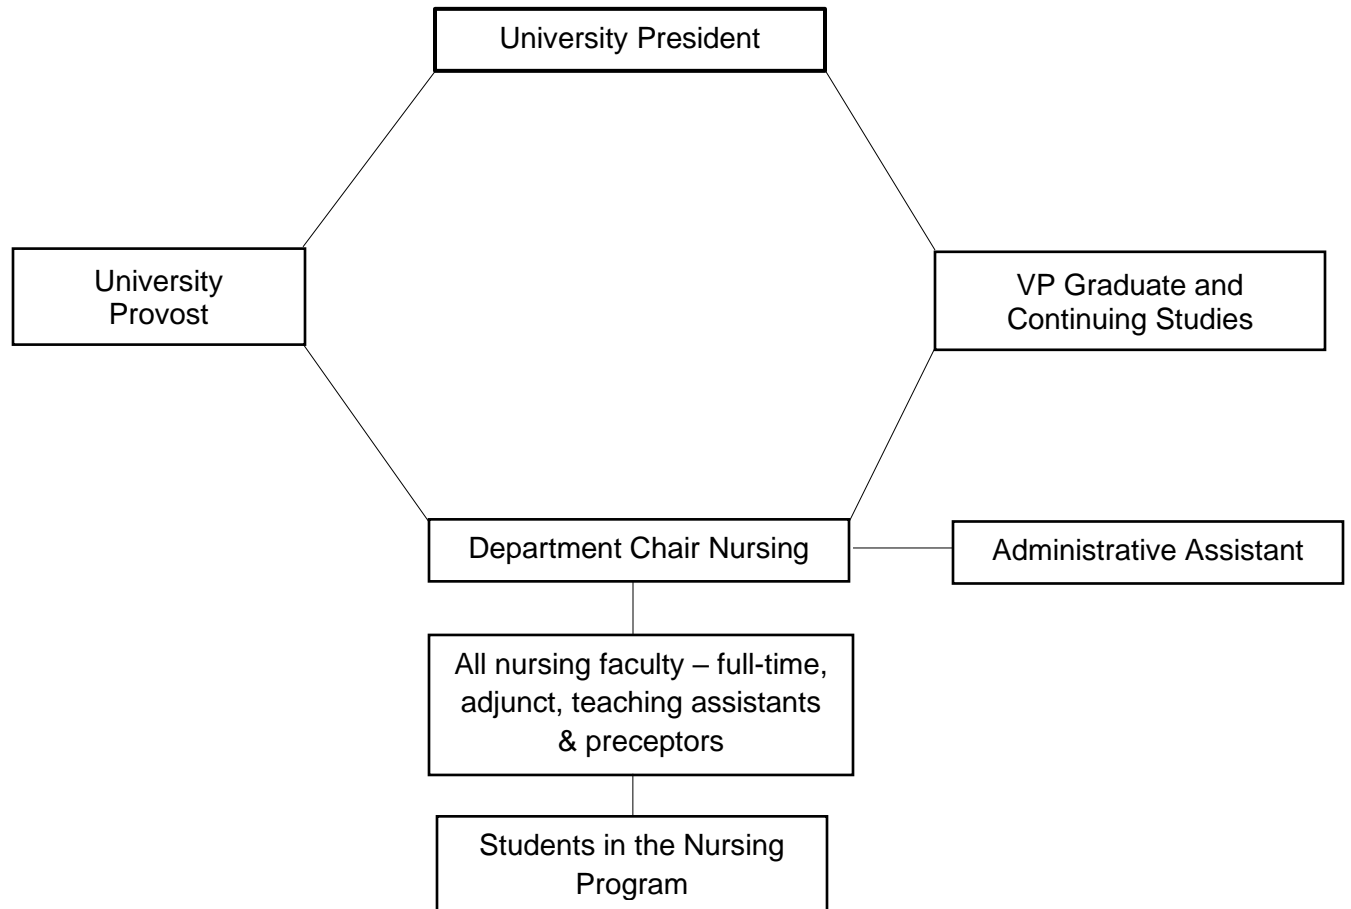 University President
University
Provost
VP Graduate and
Continuing Studies
Department Chair Nursing
Administrative Assistant
All nursing faculty – full-time,
adjunct, teaching assistants
& preceptors
Students in the Nursing
Program